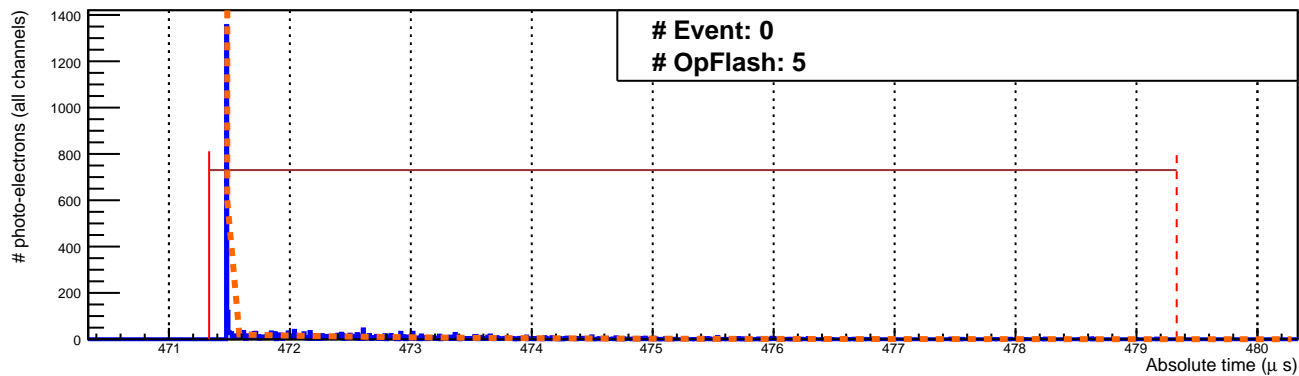 # Event: 0
# OpFlash: 5
# photo-electrons (all channels)
1400
1200
1000
800
600
400
200
0
471 472 473 474 475 476 477 478 479 480
Absolute time (μ s)